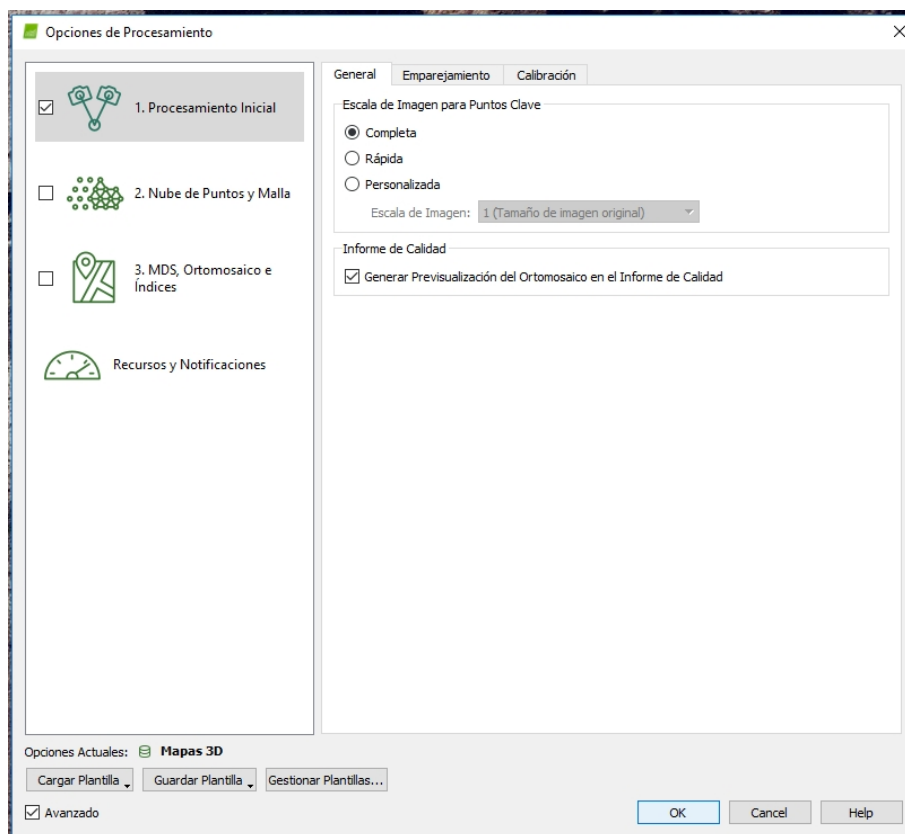 Opciones de Procesamiento
1. Procesamiento Inicial
2. Nube de Puntos y Malla
3. MDS, Ortomosaico e
Índices
Recursos y Notificaciones
General Emparejamiento Calibración
Escala de Imagen para Puntos Clave
Completa
Rápida
Personalizada
Escala de Imagen: 1 (Tamaño de imagen original)
Informe de Calidad
Generar Previsualización del Ortomosaico en el Informe de Calidad
Opciones Actuales: Mapas 3D
Cargar Plantilla Guardar Plantilla Gestionar Plantillas...
Avanzado OK Cancel Help